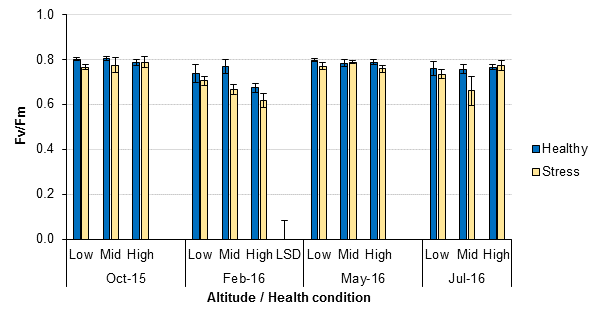 1.0
0.8
0.6
0.4
0.2
0.0
Fv/Fm
Low Mid High Low Mid High LSD Low Mid High Low Mid High
Oct-15 Feb-16 May-16 Jul-16
Altitude / Health condition
Healthy
Stress